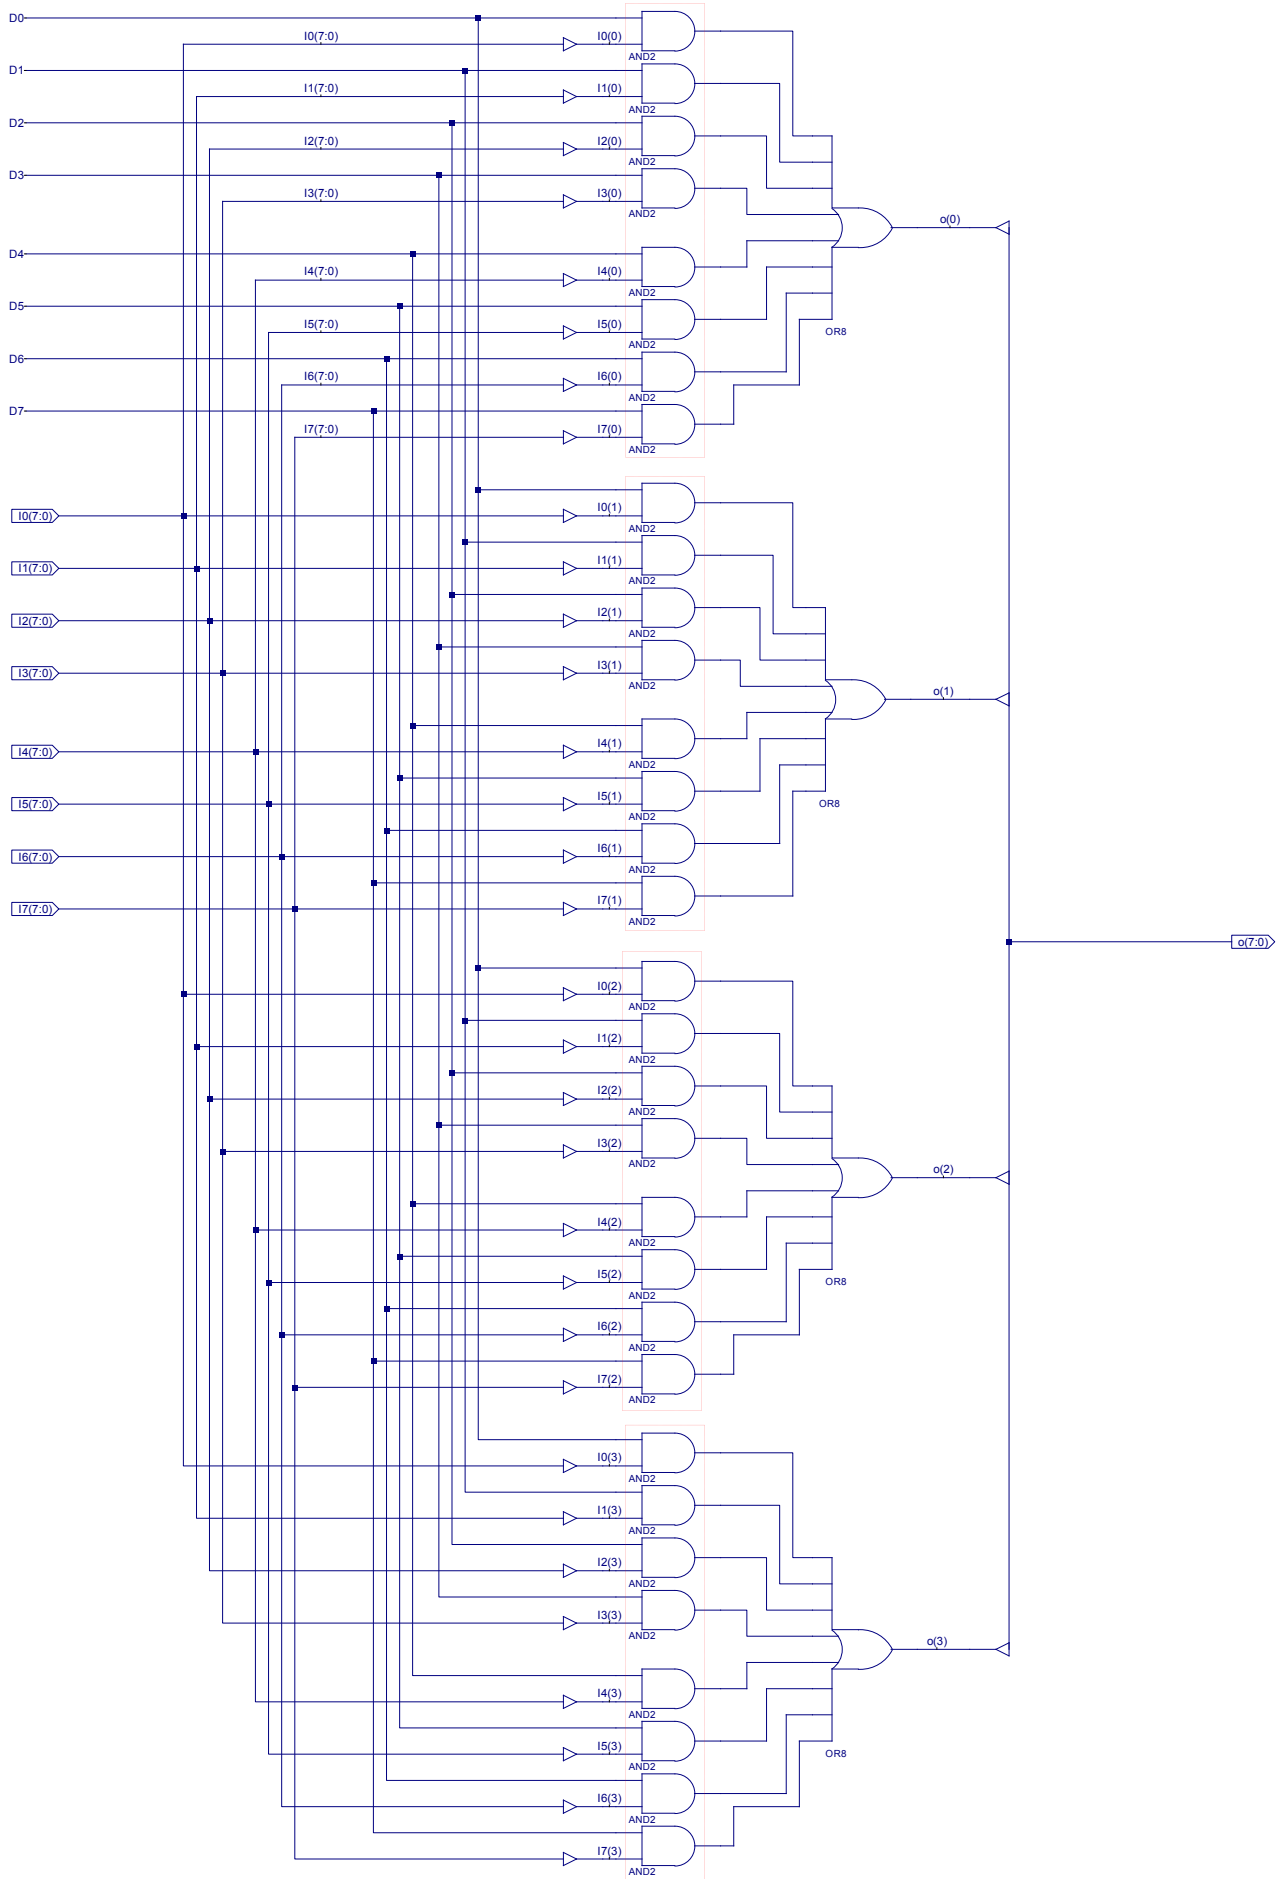 D0
I0(7:0) I0(0)
AND2
D1
I1(7:0) I1(0)
AND2
D2
I2(7:0) I2(0)
AND2
D3
I3(7:0) I3(0)
AND2
o(0)
D4
I4(7:0) I4(0)
AND2
D5
I5(7:0) I5(0)
OR8
AND2
D6
I6(7:0) I6(0)
AND2
D7
I7(7:0) I7(0)
AND2
I0(7:0) I0(1)
AND2
I1(7:0) I1(1)
AND2
I2(7:0) I2(1)
AND2
I3(7:0) I3(1)
AND2
o(1)
I4(7:0) I4(1)
AND2
I5(7:0) I5(1)
OR8
AND2
I6(7:0) I6(1)
AND2
I7(7:0) I7(1)
AND2
o(7:0)
I0(2)
AND2
I1(2)
AND2
I2(2)
AND2
I3(2)
AND2
o(2)
I4(2)
AND2
I5(2)
OR8
AND2
I6(2)
AND2
I7(2)
AND2
I0(3)
AND2
I1(3)
AND2
I2(3)
AND2
I3(3)
AND2
o(3)
I4(3)
AND2
I5(3)
OR8
AND2
I6(3)
AND2
I7(3)
AND2